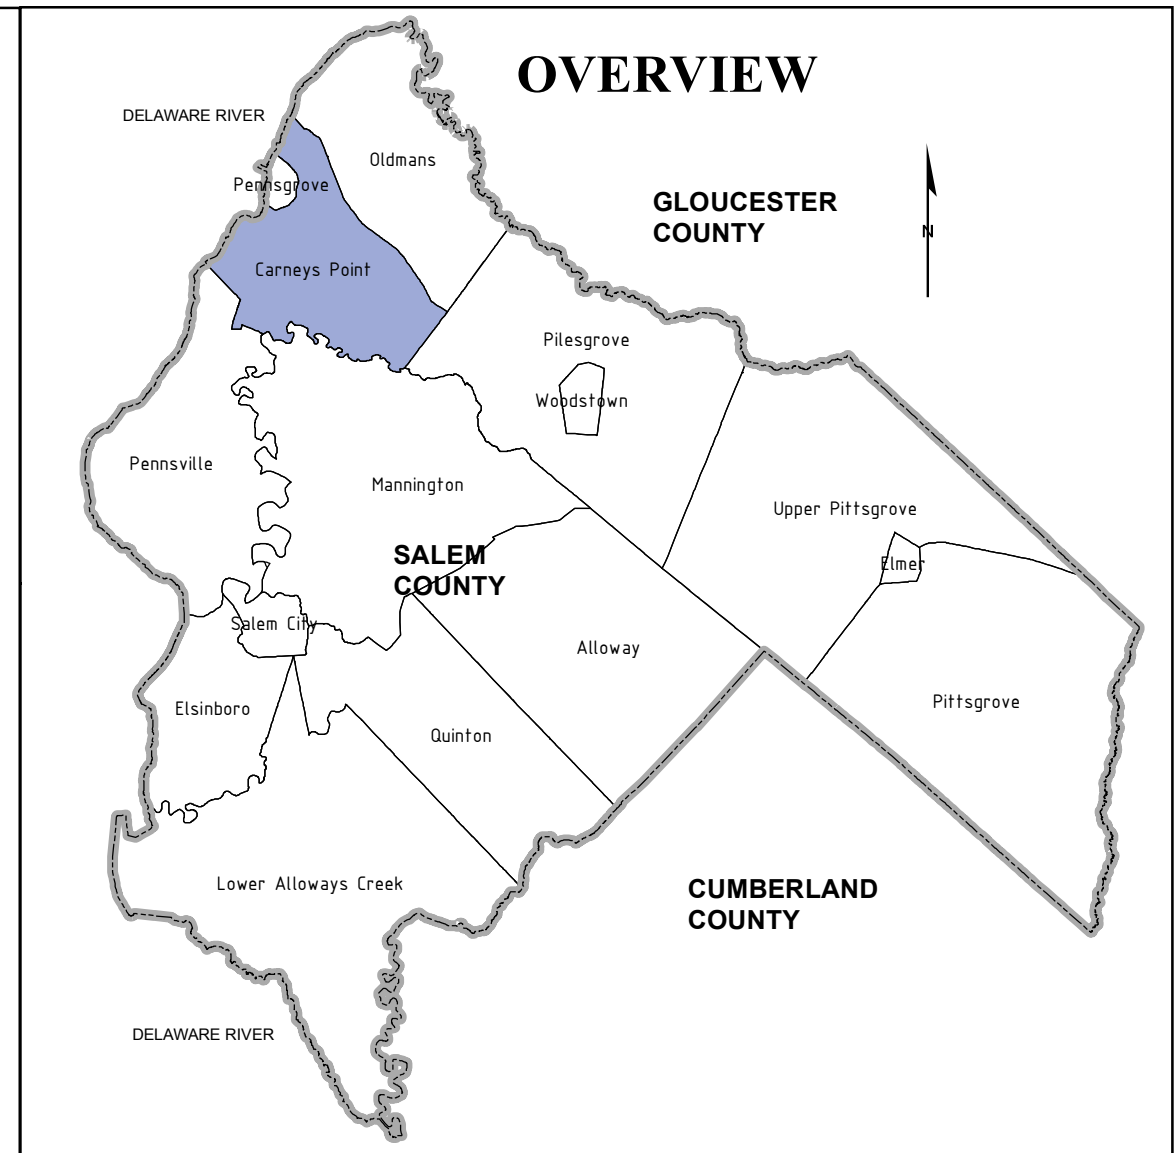 OVERVIEW
DELAWARE RIVER
Oldmans
Pennsgrove
GLOUCESTER
COUNTY
N
Carneys Point
Pilesgrove
Woodstown
Pennsville
Mannington
Upper Pittsgrove
SALEM
COUNTY
Elmer
Salem City
Alloway
Elsinboro
Quinton
Pittsgrove
Lower Alloways Creek
CUMBERLAND
COUNTY
DELAWARE RIVER